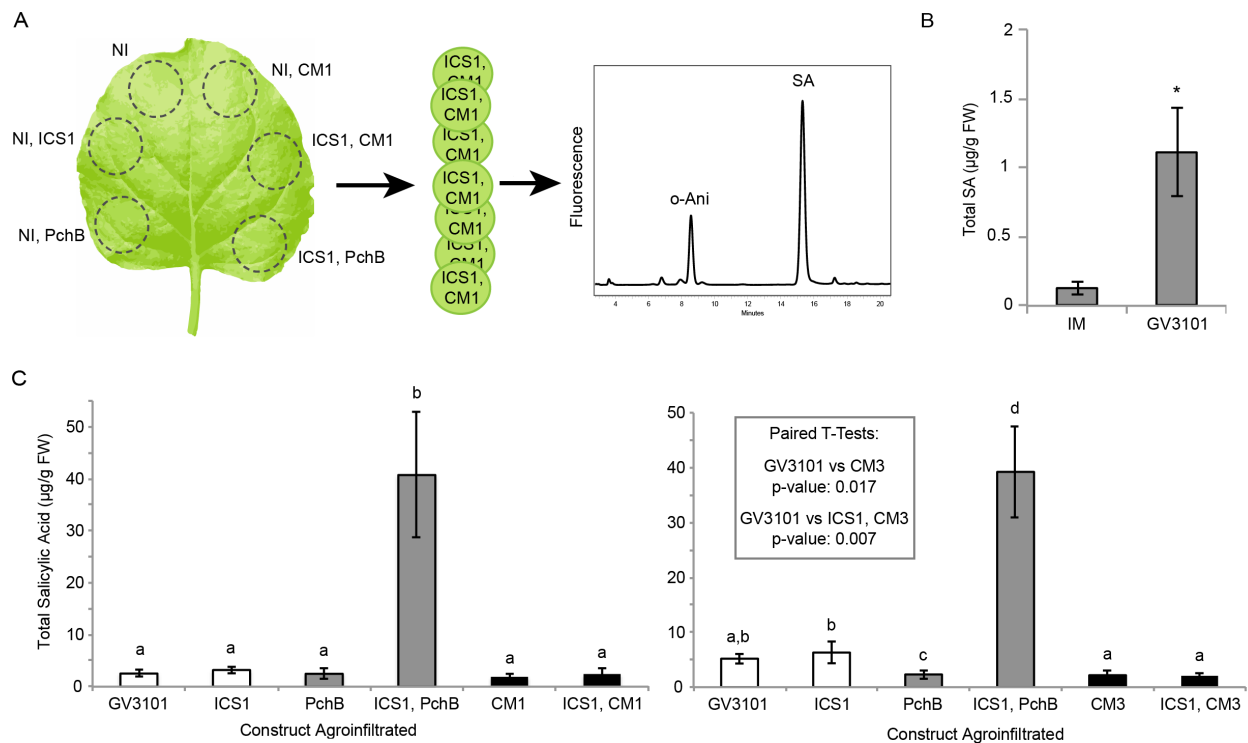 A
NI
NI, CM1
NI, ICS1
ICS1, CM1
NI, PchB
ICS1, PchB
ICS1,
CM1
ICS1,
CM1
ICS1,
CM1
ICS1,
CM1
ICS1,
CM1
ICS1,
CM1
ICS1,
CM1
Fluorescence
o-Ani
SA
4 6 8 10 12 14 16 18 20
Minutes
B
Total SA (µg/g FW)
2
1.5
1
0.5
0
*
IM GV3101
C
Total Salicylic Acid (µg/g FW)
50
40
30
20
10
0
a a a b a a
GV3101 ICS1 PchB ICS1, PchB CM1 ICS1, CM1
Construct Agroinfiltrated
50
40
30
20
10
0
Paired T-Tests:
GV3101 vs CM3
p-value: 0.017
GV3101 vs ICS1, CM3
p-value: 0.007
a,b b c d a a
GV3101 ICS1 PchB ICS1, PchB CM3 ICS1, CM3
Construct Agroinfiltrated